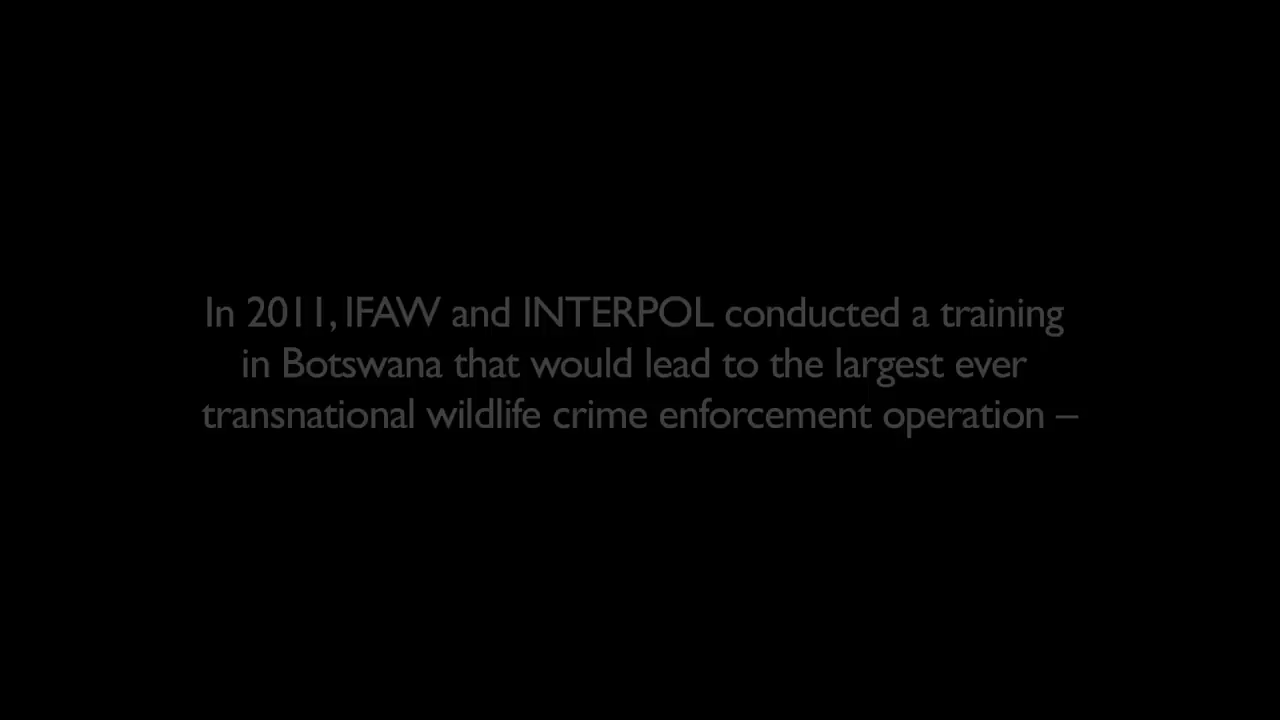 In 2011, IFAW and INTERPOL conducted a training
in Botswana that would lead to the largest ever
transnational wildlife crime enforcement operation –